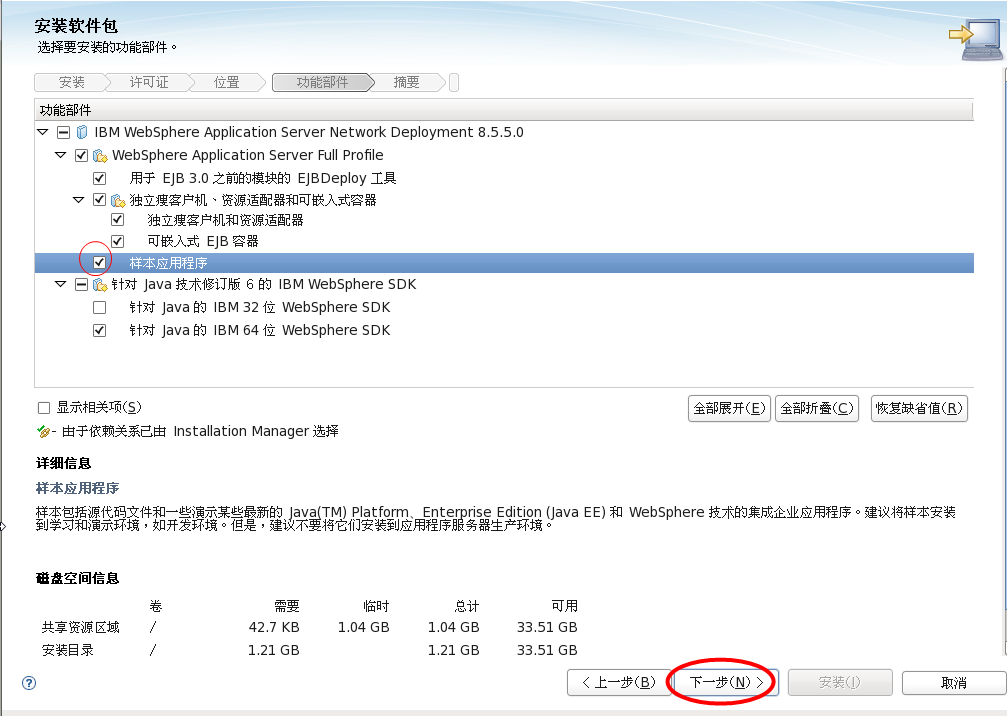 安装软件包
选择要安装的功能部件。
安装 许可证 位置 功能部件 摘要
功能部件
IBM WebSphere Application Server Network Deployment 8.5.5.0
WebSphere Application Server Full Profile
用于 EJB 3.0 之前的模块的 EJBDeploy 工具
独立瘦客户机、资源适配器和可嵌入式容器
独立瘦客户机和资源适配器
可嵌入式 EJB 容器
样本应用程序
针对 Java 技术修订版 6 的 IBM WebSphere SDK
针对 Java 的 IBM 32 位 WebSphere SDK
针对 Java 的 IBM 64 位 WebSphere SDK
显示相关项(S) 全部展开(E) 全部折叠(C) 恢复缺省值(R)
- 由于依赖关系已由 Installation Manager 选择
详细信息
样本应用程序
样本包括源代码文件和一些演示某些最新的 Java(TM) Platform、Enterprise Edition (Java EE) 和 WebSphere 技术的集成企业应用程序。建议将样本安装
到学习和演示环境，如开发环境。但是，建议不要将它们安装到应用程序服务器生产环境。
磁盘空间信息
卷 需要 临时 总计 可用
共享资源区域 / 42.7 KB 1.04 GB 1.04 GB 33.51 GB
安装目录 / 1.21 GB 1.21 GB 33.51 GB
? < 上一步(B) 下一步(N) > 安装(I) 取消